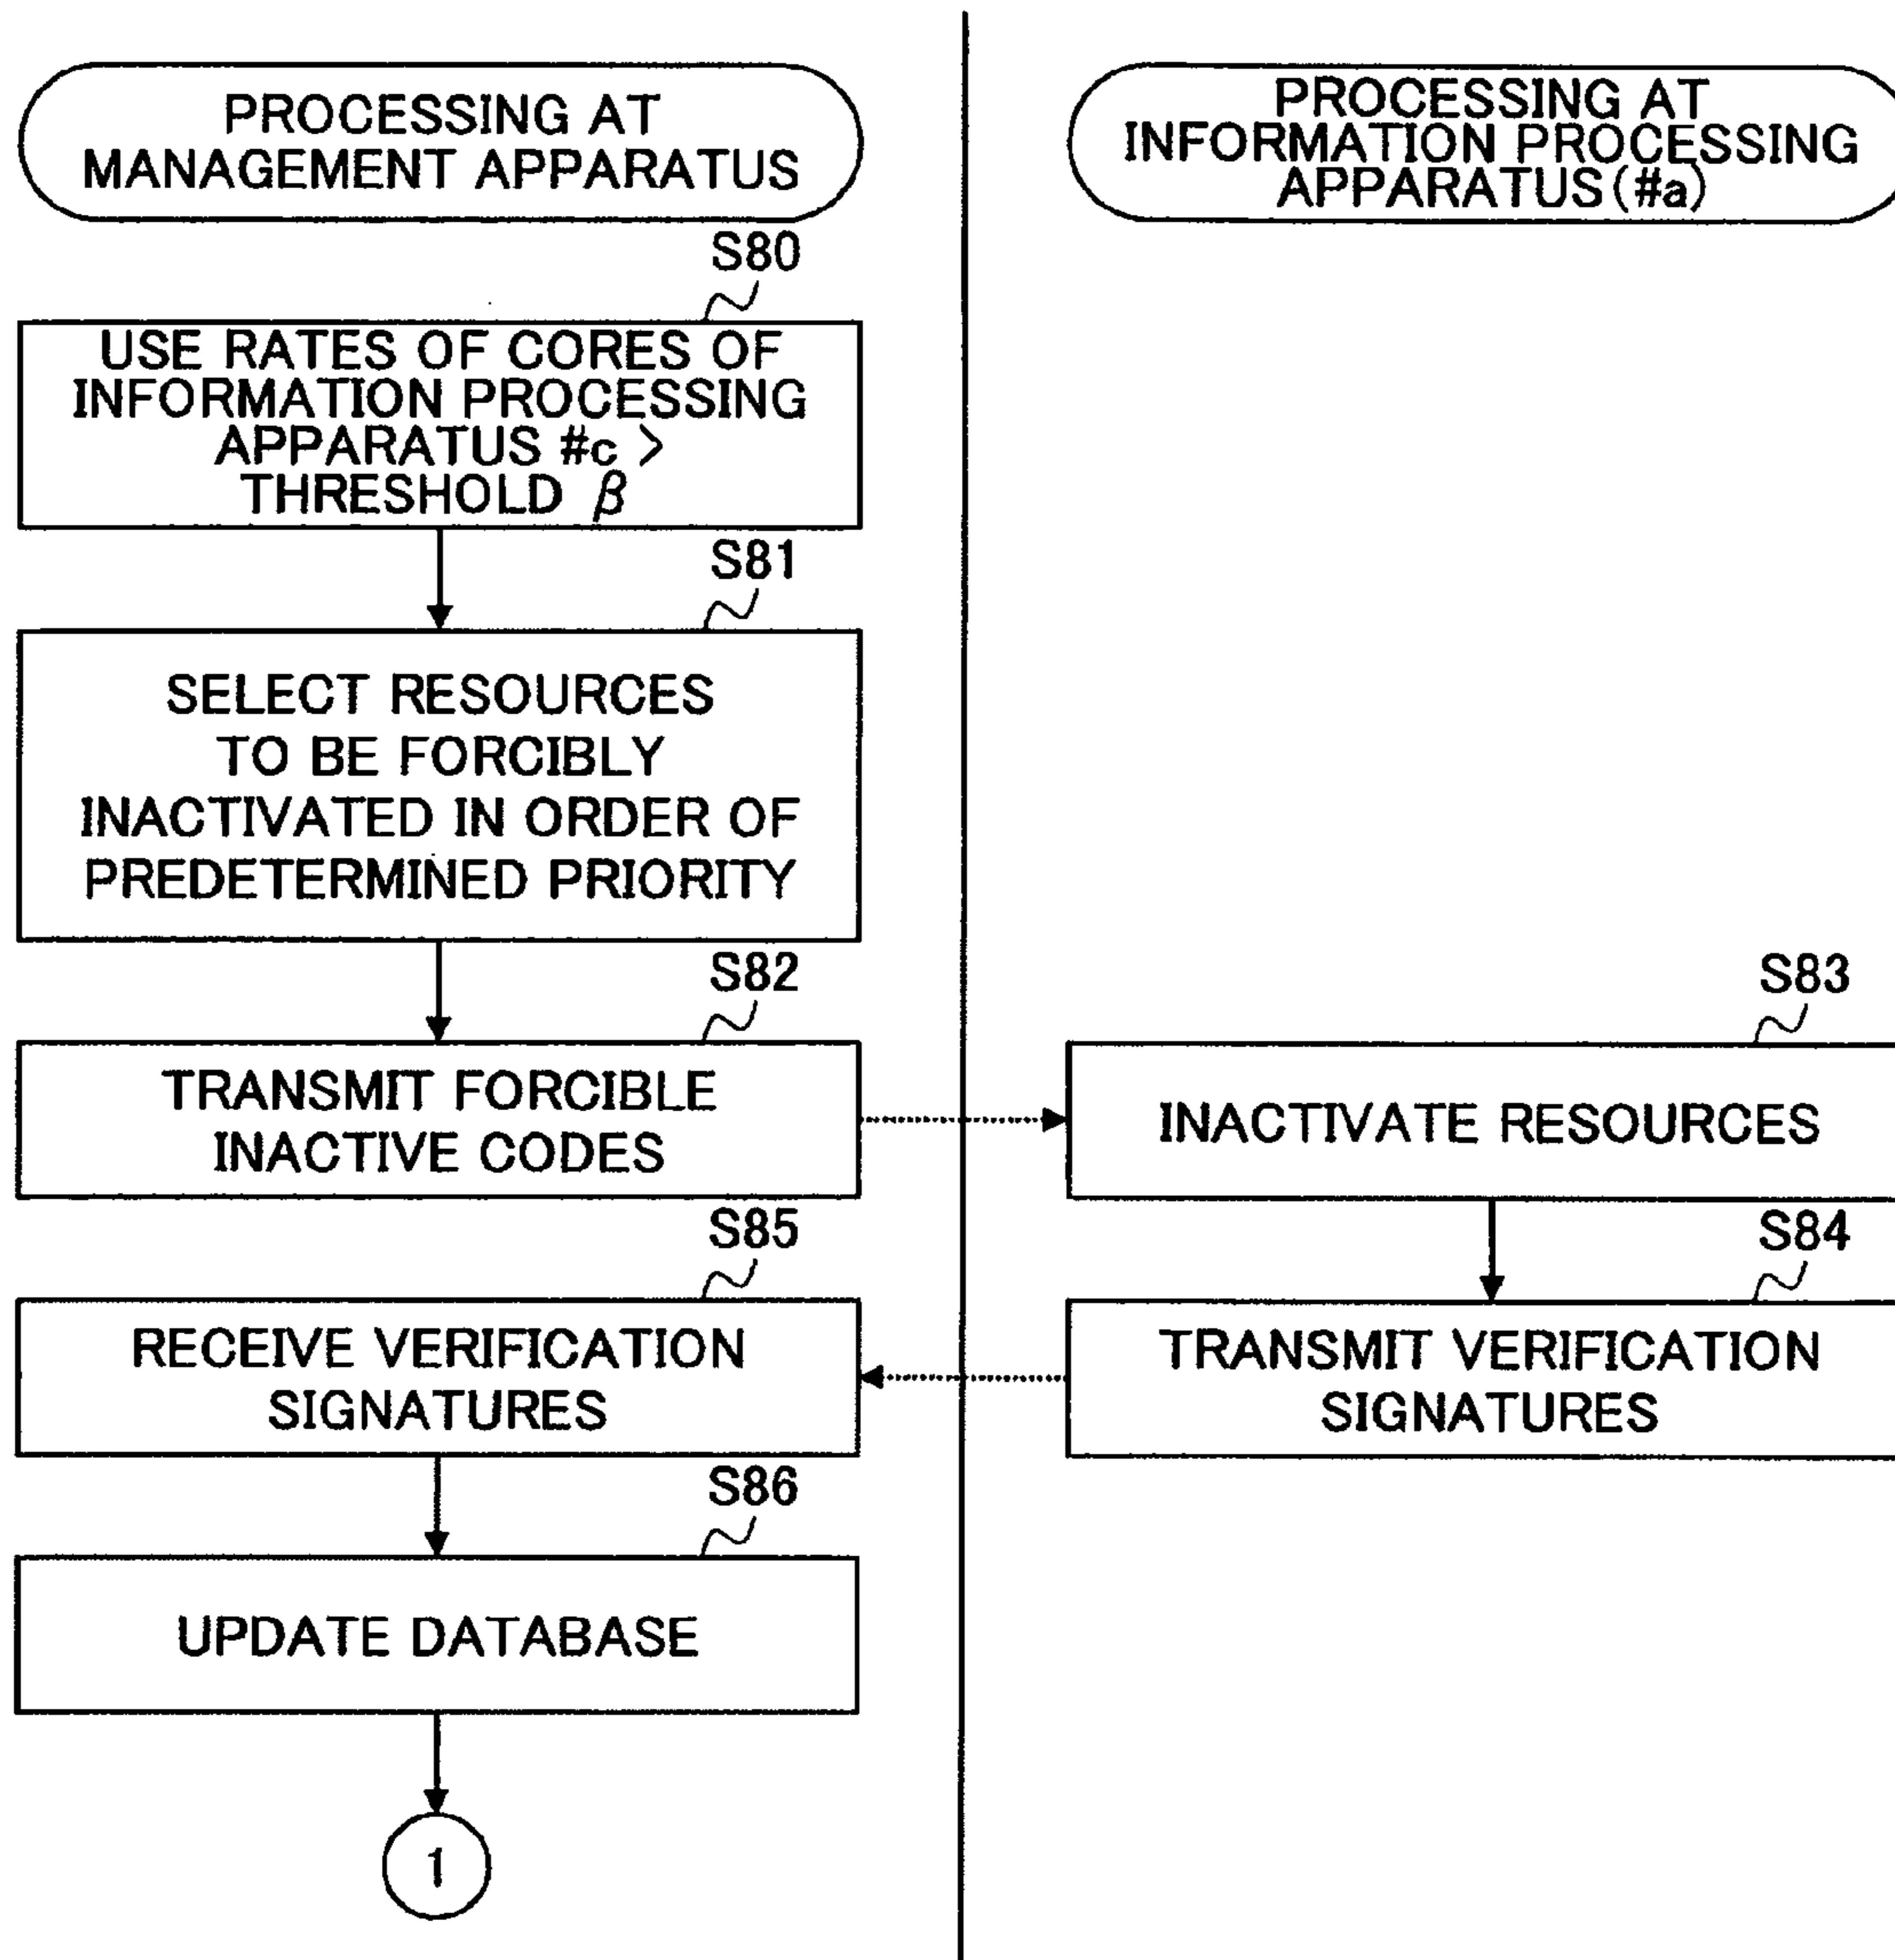 PROCESSING AT
MANAGEMENT APPARATUS
PROCESSING AT
INFORMATION PROCESSING
APPARATUS(#a)
S80
USE RATES OF CORES OF
INFORMATION PROCESSING
APPARATUS #c >
THRESHOLD β
S81
SELECT RESOURCES
TO BE FORCIBLY
INACTIVATED IN ORDER OF
PREDETERMINED PRIORITY
S82
TRANSMIT FORCIBLE
INACTIVE CODES
S83
INACTIVATE RESOURCES
S84
TRANSMIT VERIFICATION
SIGNATURES
S85
RECEIVE VERIFICATION
SIGNATURES
S86
UPDATE DATABASE
1